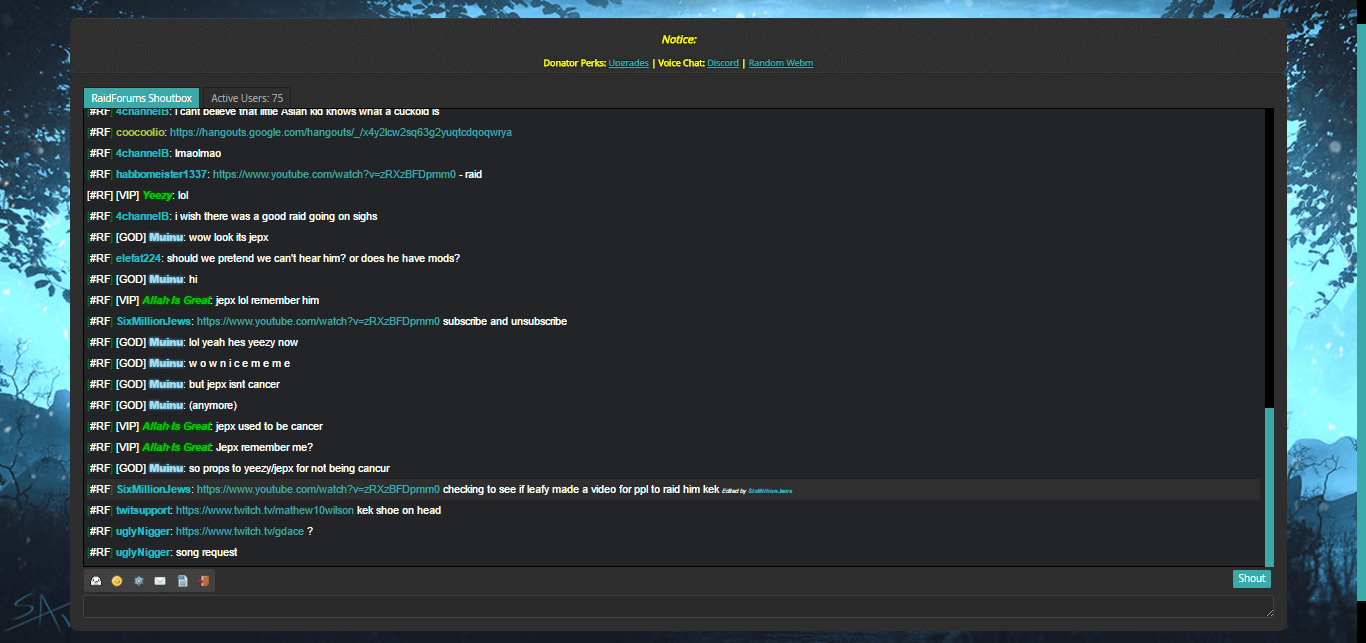 Notice:
Donator Perks: Upgrades | Voice Chat: Discord | Random Webm
RaidForums Shoutbox Active Users: 75
[#RF] 4channelB: i cant believe that little Asian kid knows what a cuckold is
[#RF] coocoolio: https://hangouts.google.com/hangouts/_/x4y2lcw2sq63g2yuqtcdqoqwrya
[#RF] 4channelB: lmaolmao
[#RF] habbomeister1337: https://www.youtube.com/watch?v=zRXzBFDpmm0 - raid
[#RF] [VIP] Yeezy: lol
[#RF] 4channelB: i wish there was a good raid going on sighs
[#RF] [GOD] Muinu: wow look its jepx
[#RF] elefat224: should we pretend we can't hear him? or does he have mods?
[#RF] [GOD] Muinu: hi
[#RF] [VIP] Allah Is Great: jepx lol remember him
[#RF] SixMillionJews: https://www.youtube.com/watch?v=zRXzBFDpmm0 subscribe and unsubscribe
[#RF] [GOD] Muinu: lol yeah hes yeezy now
[#RF] [GOD] Muinu: w o w n i c e m e m e
[#RF] [GOD] Muinu: but jepx isnt cancer
[#RF] [GOD] Muinu: (anymore)
[#RF] [VIP] Allah Is Great: jepx used to be cancer
[#RF] [VIP] Allah Is Great: Jepx remember me?
[#RF] [GOD] Muinu: so props to yeezy/jepx for not being cancur
[#RF] SixMillionJews: https://www.youtube.com/watch?v=zRXzBFDpmm0 checking to see if leafy made a video for ppl to raid him kek Edited by SixMillionJews
[#RF] twitsupport: https://www.twitch.tv/mathew10wilson kek shoe on head
[#RF] uglyNigger: https://www.twitch.tv/gdace ?
[#RF] uglyNigger: song request
Shout